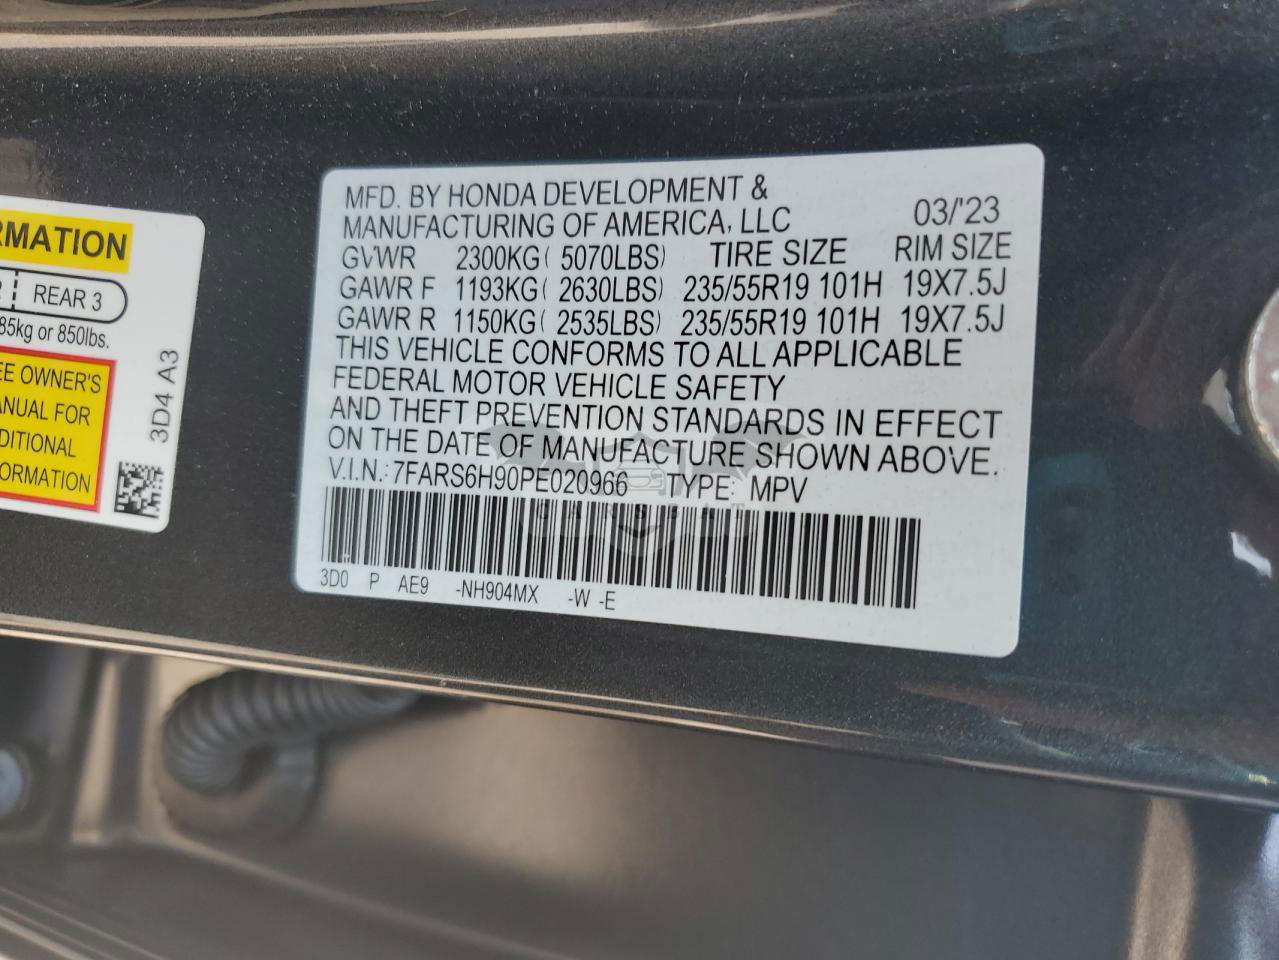 RMATION
REAR 3
85kg or 850lbs.
EE OWNER'S
ANUAL FOR
DITIONAL
FORMATION
3D4 A3
MFD. BY HONDA DEVELOPMENT &
MANUFACTURING OF AMERICA, LLC 03/'23
GVWR 2300KG( 5070LBS) TIRE SIZE RIM SIZE
GAWR F 1193KG( 2630LBS) 235/55R19 101H 19X7.5J
GAWR R 1150KG( 2535LBS) 235/55R19 101H 19X7.5J
THIS VEHICLE CONFORMS TO ALL APPLICABLE
FEDERAL MOTOR VEHICLE SAFETY
AND THEFT PREVENTION STANDARDS IN EFFECT
ON THE DATE OF MANUFACTURE SHOWN ABOVE.
V.I.N.: 7FARS6H90PE020966 TYPE: MPV
CARSBAT
3D0 P AE9 -NH904MX -W -E